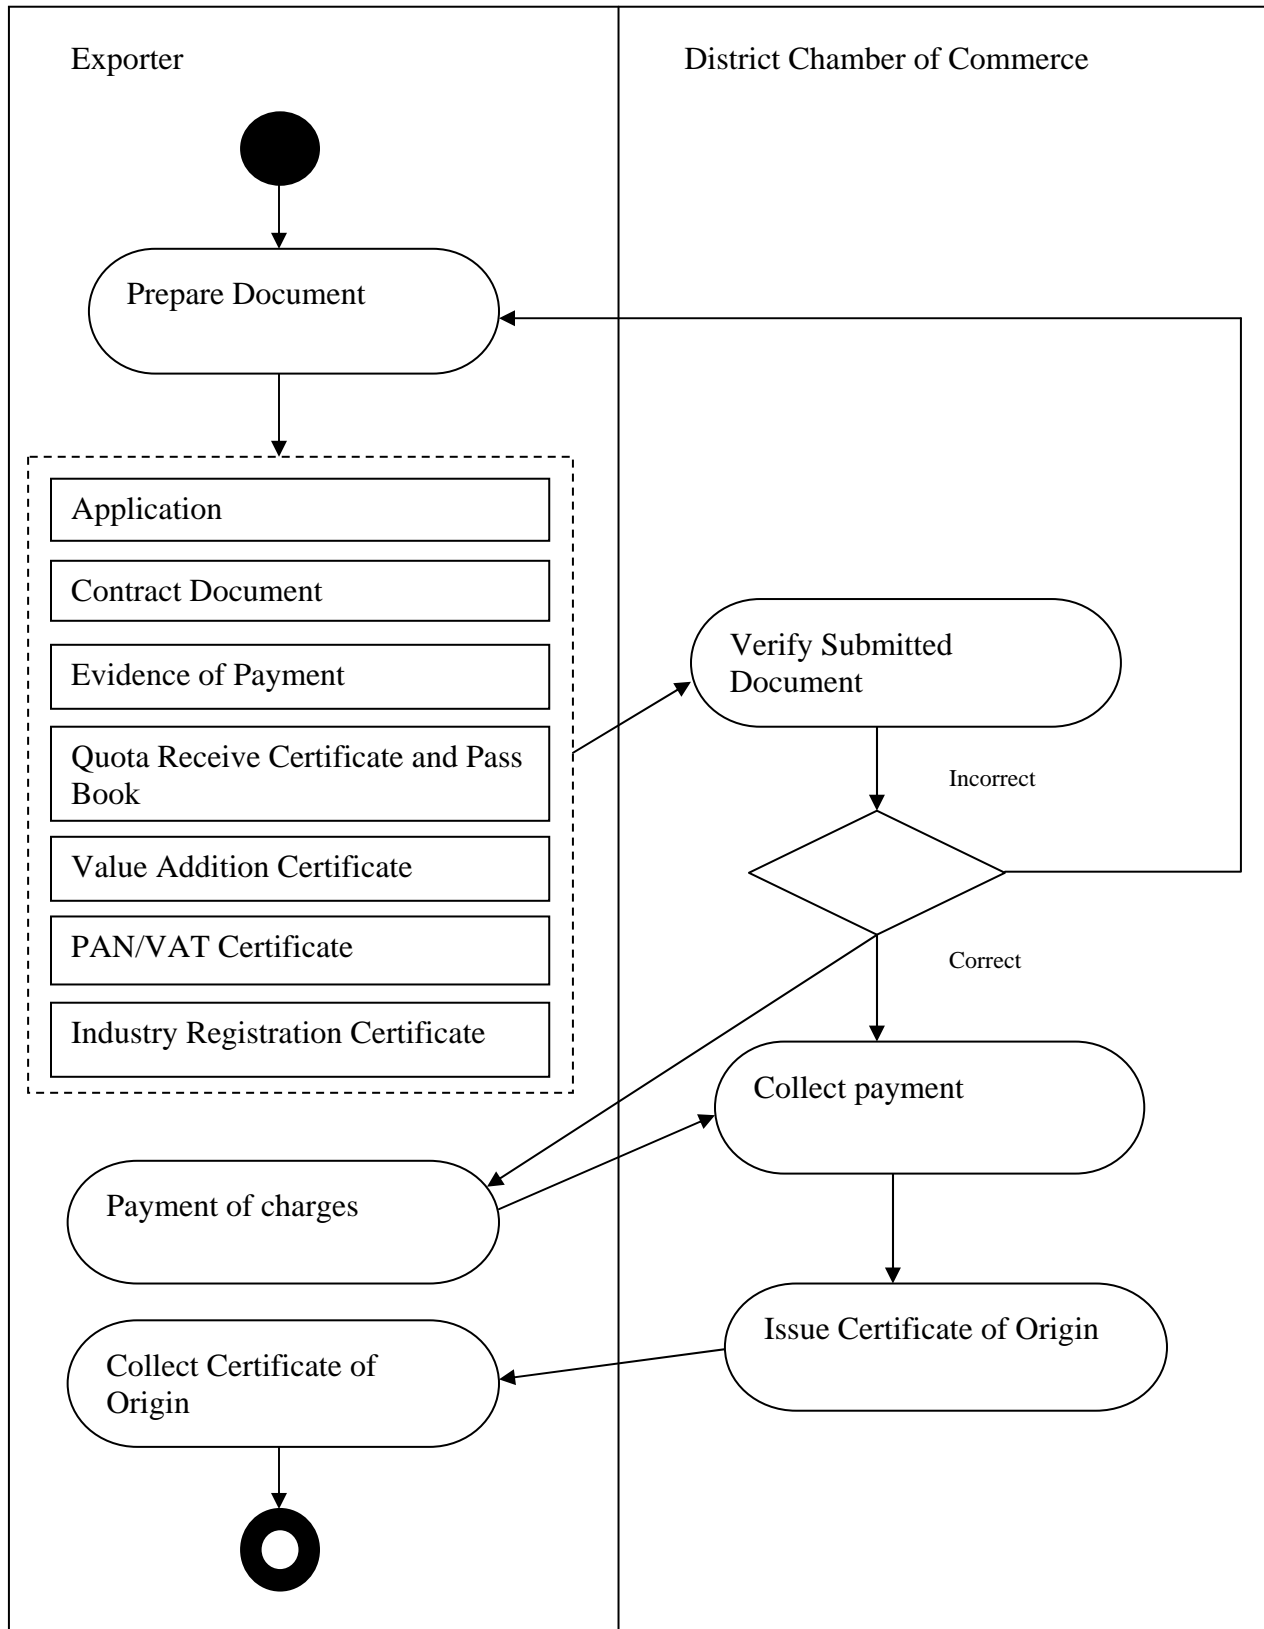 Exporter
District Chamber of Commerce
Prepare Document
Application
Contract Document
Evidence of Payment
Quota Receive Certificate and Pass
Book
Value Addition Certificate
PAN/VAT Certificate
Industry Registration Certificate
Verify Submitted
Document
Incorrect
Correct
Collect payment
Payment of charges
Issue Certificate of Origin
Collect Certificate of
Origin